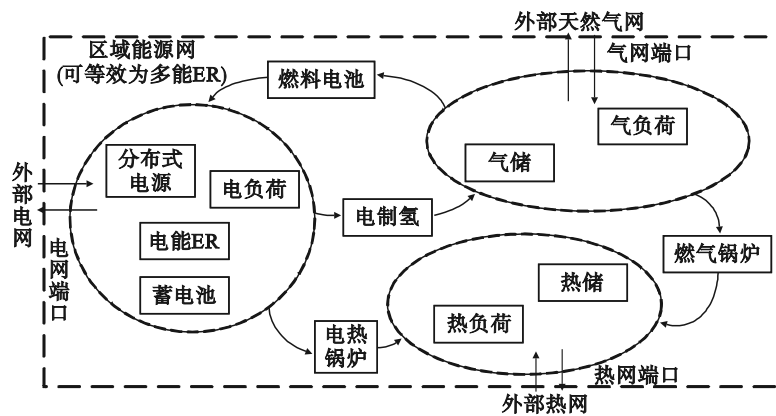 外部天然气网
气网端口
区域能源网
(可等效为多能ER)
燃料电池
气负荷
气储
分布式
电源
电负荷
外部电网
电制氢
电能ER
燃气锅炉
电网端口
蓄电池
热储
热负荷
电热
锅炉
热网端口
外部热网